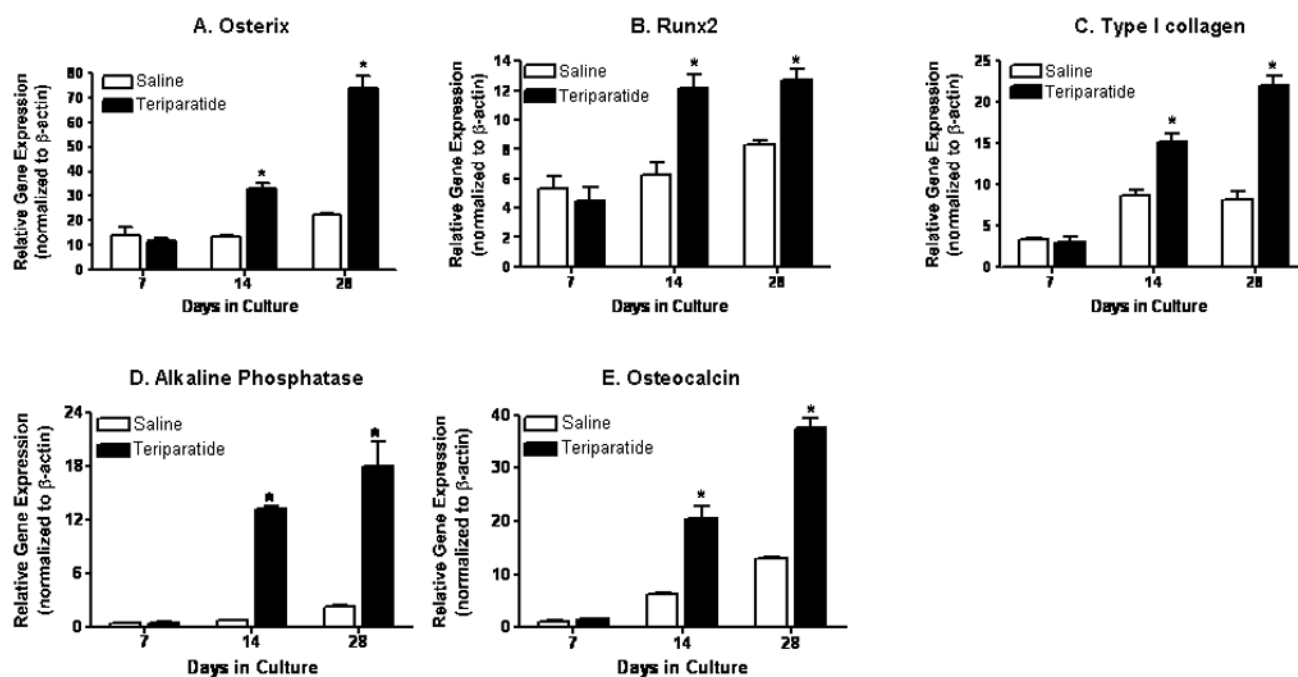 A. Osterix
Relative Gene Expression
(normalized to β-actin)
80
70
60
50
40
30
20
10
0
Saline
Teriparatide
*
*
7
14
28
Days in Culture
B. Runx2
Relative Gene Expression
(normalized to β-actin)
14
12
10
8
6
4
2
0
Saline
Teriparatide
*
*
7
14
28
Days in Culture
C. Type I collagen
Relative Gene Expression
(normalized to β-actin)
25
20
15
10
5
0
Saline
Teriparatide
*
*
7
14
28
Days in Culture
D. Alkaline Phosphatase
Relative Gene Expression
(normalized to β-actin)
24
18
12
6
0
Saline
Teriparatide
*
*
7
14
28
Days in Culture
E. Osteocalcin
Relative Gene Expression
(normalized to β-actin)
40
30
20
10
0
Saline
Teriparatide
*
*
7
14
28
Days in Culture